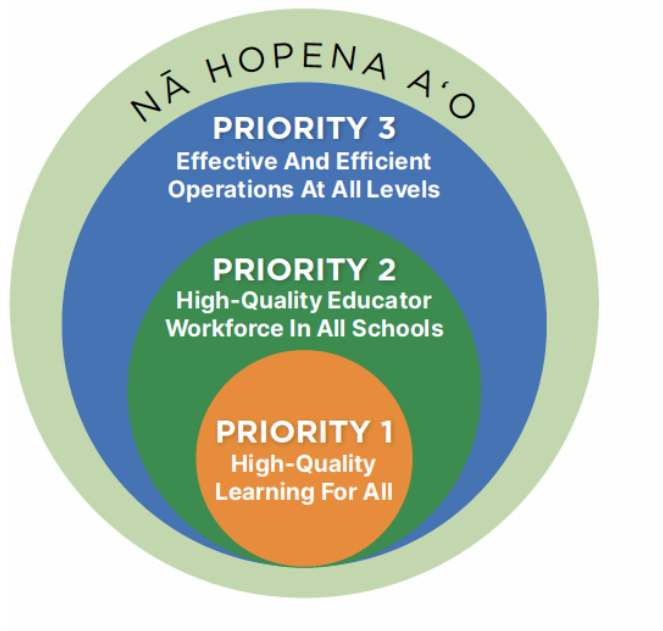 NĀ HOPENA AʻO
PRIORITY 3
Effective And Efficient
Operations At All Levels
PRIORITY 2
High-Quality Educator
Workforce In All Schools
PRIORITY 1
High-Quality
Learning For All